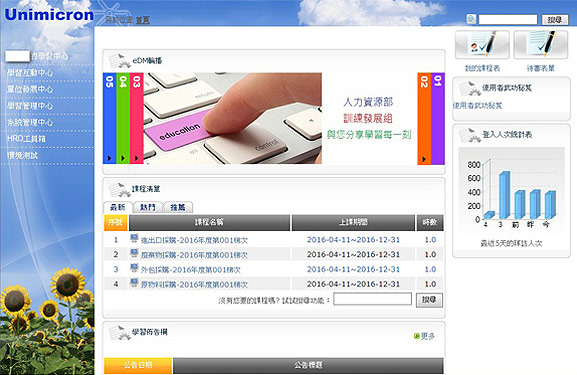 Unimicron
首頁
搜尋
的學習中心
學習互動中心
單位發展中心
學習管理中心
系統管理中心
HRD工具箱
環境測試
eDM輪播
05
04
03
02
01
education
control
人力資源部
訓練發展組
與您分享學習每一刻
我的課程表
待審表單
使用者武功秘笈
使用者武功秘笈
登入人次統計表
800
600
400
200
0
4 3 前 昨 今
最近5天的拜訪人次
課程清單
最新 熱門 推薦
序號 課程名稱 上課期間 時數
1 進出口採購-2016年度第001梯次 2016-04-11~2016-12-31 1.0
2 廢棄物採購-2016年度第001梯次 2016-04-11~2016-12-31 1.0
3 外包採購-2016年度第001梯次 2016-04-11~2016-12-31 1.0
4 原物料採購-2016年度第001梯次 2016-04-11~2016-12-31 1.0
沒有您要的課程嗎？試試搜尋功能： 搜尋
學習佈告欄
更多
公告日期 公告標題